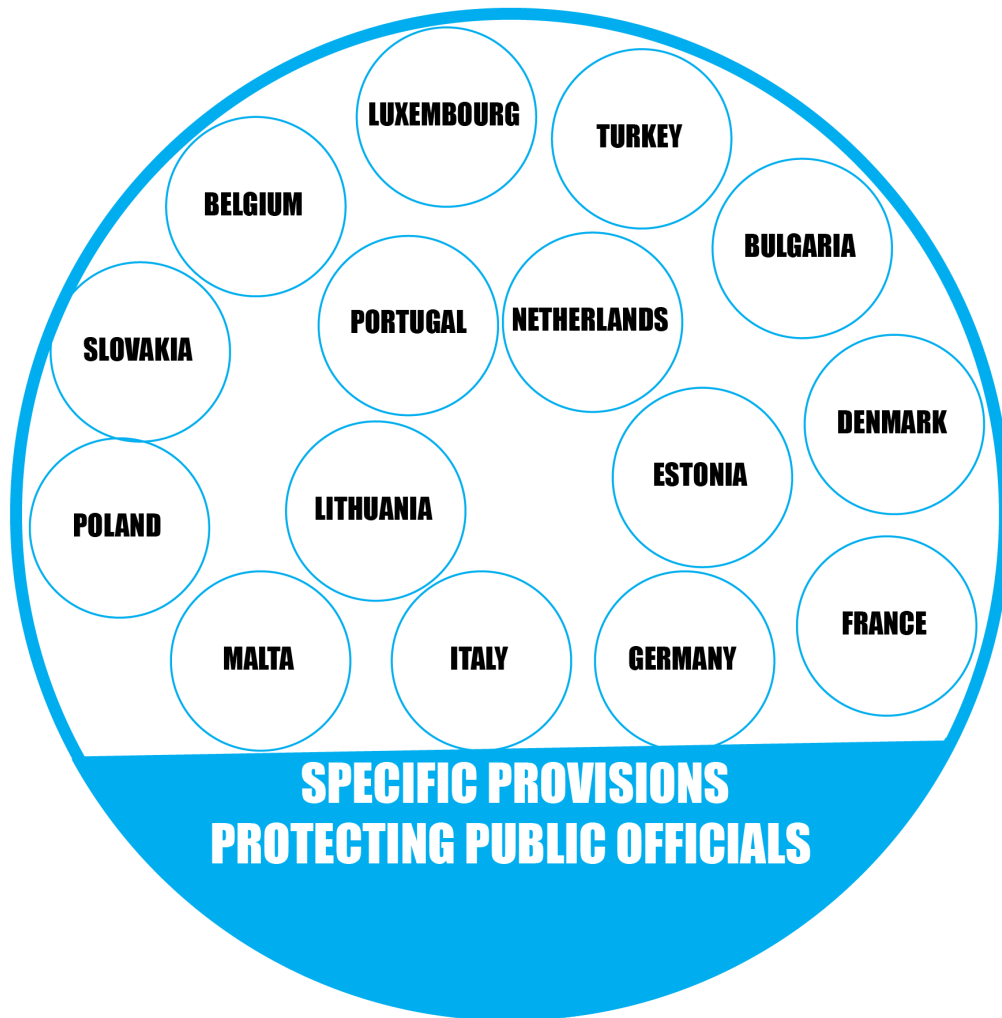 LUXEMBOURG
TURKEY
BELGIUM
BULGARIA
PORTUGAL
NETHERLANDS
SLOVAKIA
DENMARK
ESTONIA
LITHUANIA
POLAND
FRANCE
MALTA
ITALY
GERMANY
SPECIFIC PROVISIONS
PROTECTING PUBLIC OFFICIALS